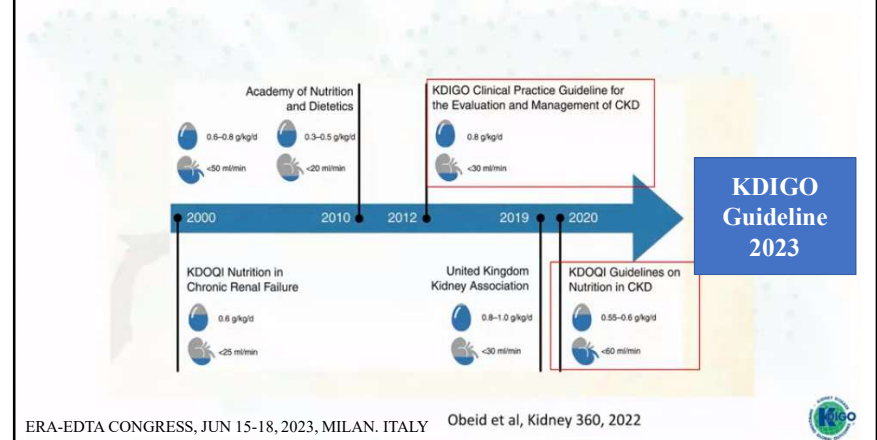 Academy of Nutrition
and Dietetics
0.6–0.8 g/kg/d
0.3–0.5 g/kg/d
<50 ml/min
<20 ml/min
KDIGO Clinical Practice Guideline for
the Evaluation and Management of CKD
0.8 g/kg/d
<30 ml/min
2000
2010
2012
2019
2020
KDIGO
Guideline
2023
KDOQI Nutrition in
Chronic Renal Failure
0.6 g/kg/d
<25 ml/min
United Kingdom
Kidney Association
0.8–1.0 g/kg/d
<30 ml/min
KDOQI Guidelines on
Nutrition in CKD
0.55–0.6 g/kg/d
<60 ml/min
ERA-EDTA CONGRESS, JUN 15-18, 2023, MILAN. ITALY
Obeid et al, Kidney 360, 2022
KDIGO